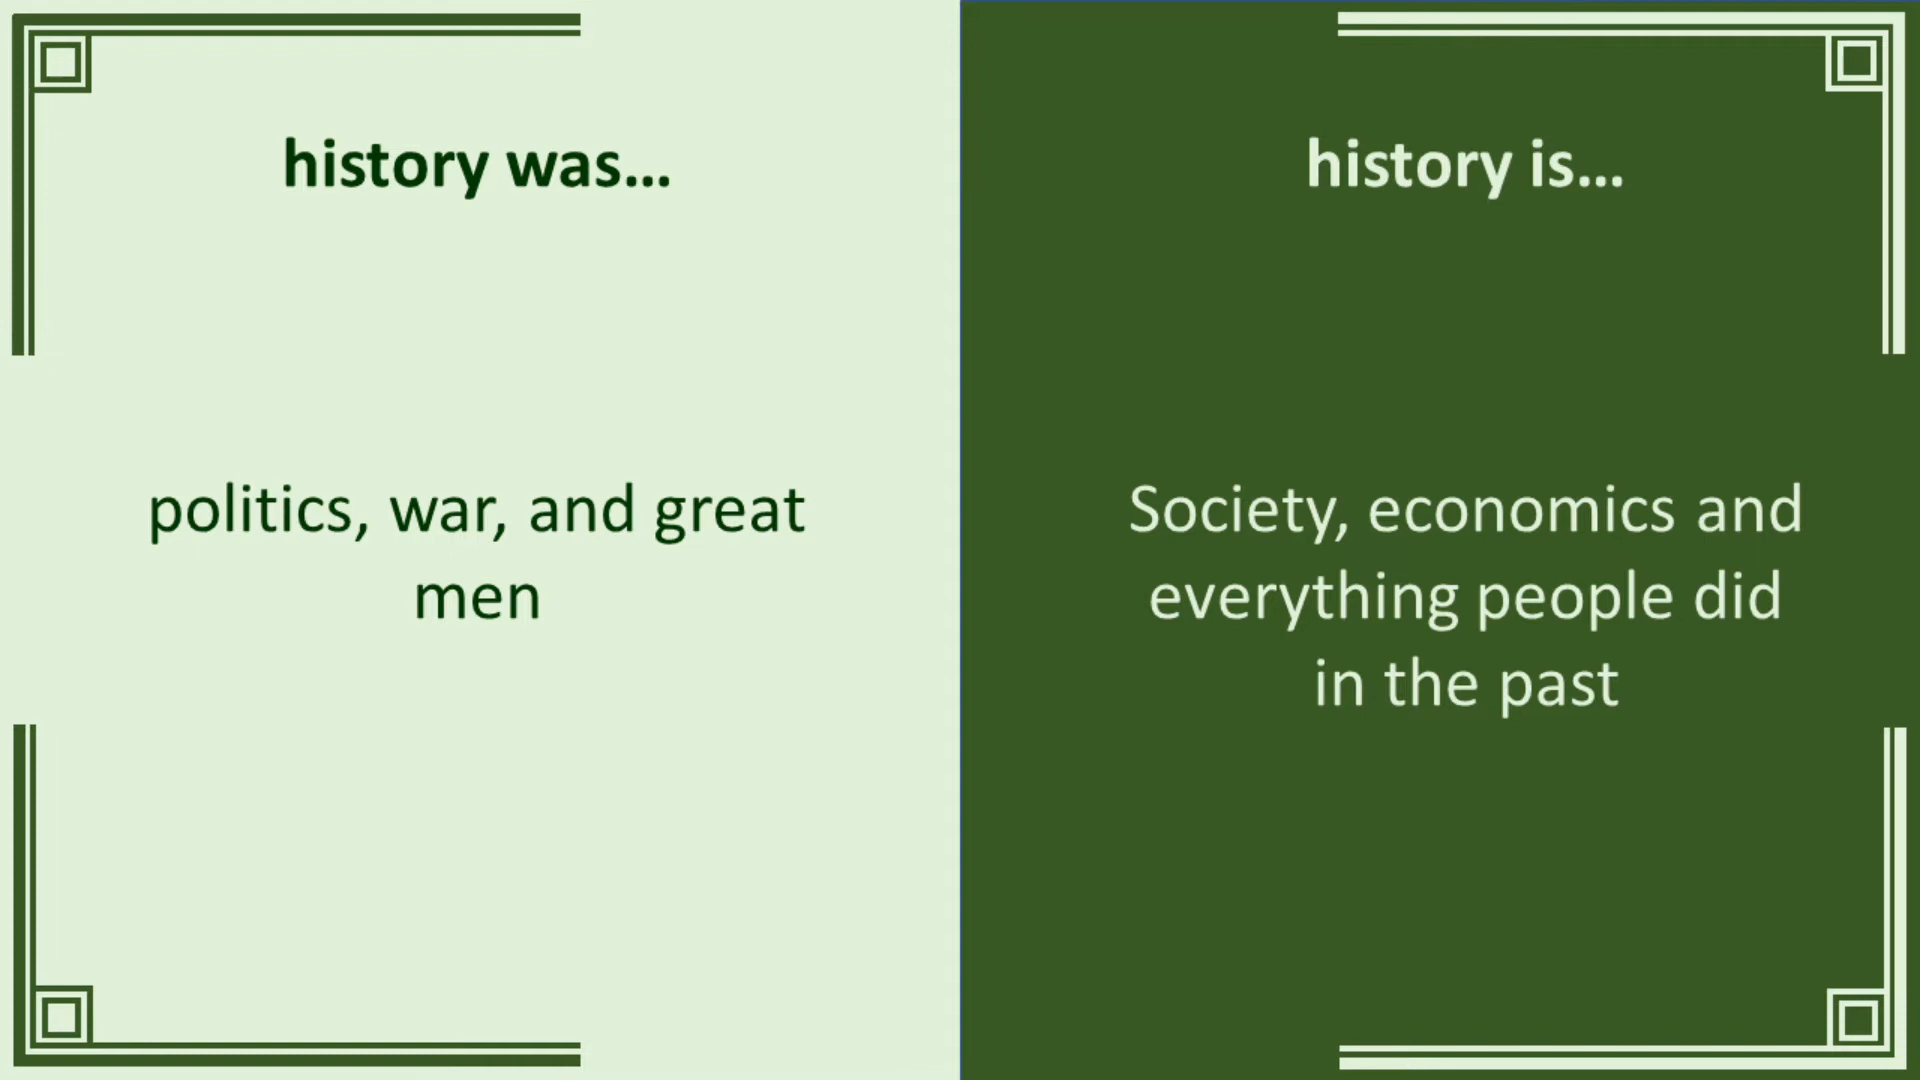 history was...
politics, war, and great
men
history is...
Society, economics and
everything people did
in the past